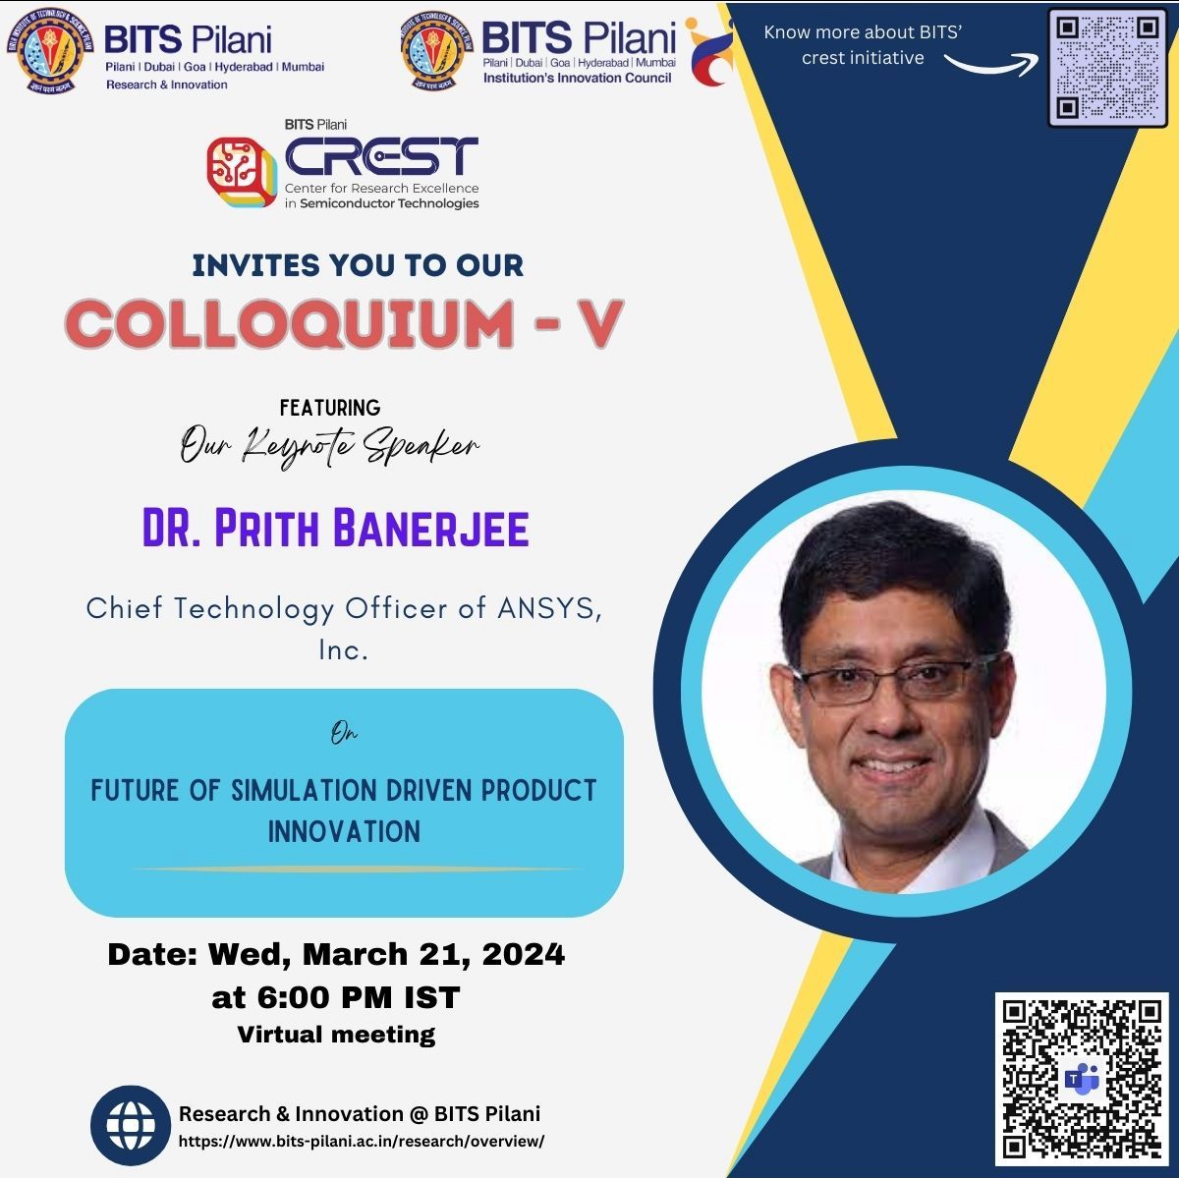 BITS Pilani
Pilani | Dubai | Goa | Hyderabad | Mumbai
Research & Innovation
BITS Pilani
Pilani | Dubai | Goa | Hyderabad | Mumbai
Institution's Innovation Council
Know more about BITS'
crest initiative
BITS Pilani
CREST
Center for Research Excellence
in Semiconductor Technologies
INVITES YOU TO OUR
COLLOQUIUM - V
FEATURING
Our Keynote Speaker
DR. PRITH BANERJEE
Chief Technology Officer of ANSYS,
Inc.
On
FUTURE OF SIMULATION DRIVEN PRODUCT
INNOVATION
Date: Wed, March 21, 2024
at 6:00 PM IST
Virtual meeting
Research & Innovation @ BITS Pilani
https://www.bits-pilani.ac.in/research/overview/
T